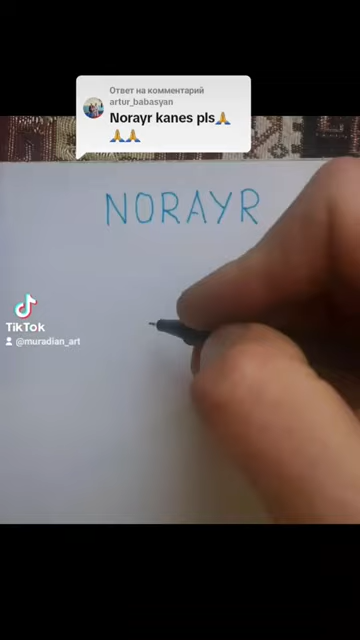 Ответ на комментарий
artur_babasyan
Norayr kanes pls🙏
🙏🙏
NORAYR
TikTok
@muradian_art